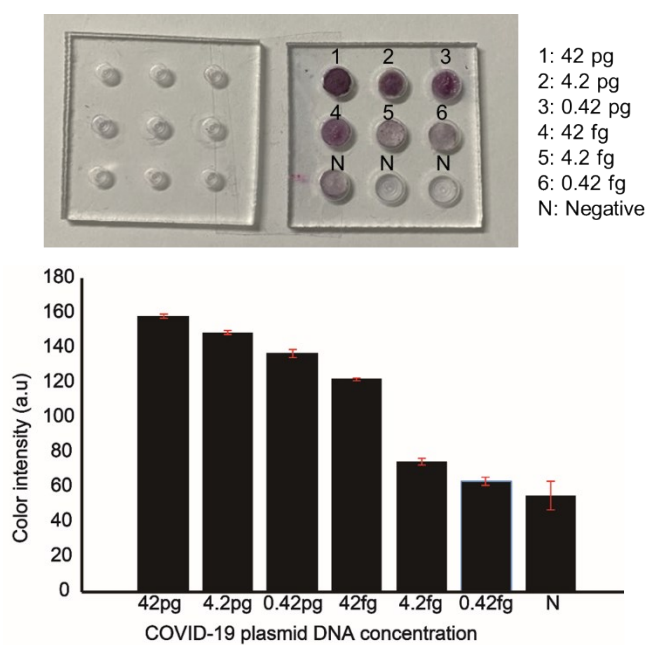 1 2 3
4 5 6
N N N
1: 42 pg
2: 4.2 pg
3: 0.42 pg
4: 42 fg
5: 4.2 fg
6: 0.42 fg
N: Negative
180
160
140
120
100
80
60
40
20
0
Color intensity (a.u)
42pg 4.2pg 0.42pg 42fg 4.2fg 0.42fg N
COVID-19 plasmid DNA concentration